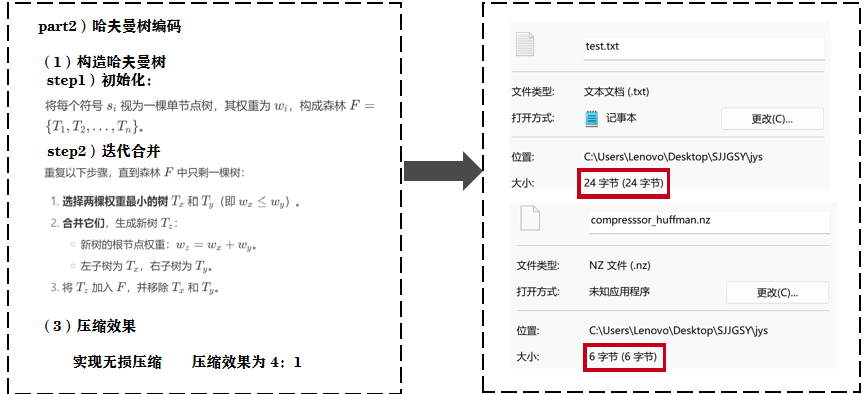 part2）哈夫曼树编码
（1）构造哈夫曼树
step1）初始化：
将每个符号 s_i 视为一棵单节点树，其权重为 w_i，构成森林 F =
{T_1, T_2, …, T_n}。
step2）迭代合并
重复以下步骤，直到森林 F 中只剩一棵树：
1. 选择两棵权重最小的树 T_x 和 T_y（即 w_x ≤ w_y）。
2. 合并它们，生成新树 T_z：
◦ 新树的根节点权重：w_z = w_x + w_y。
◦ 左子树为 T_x，右子树为 T_y。
3. 将 T_z 加入 F，并移除 T_x 和 T_y。
（3）压缩效果
实现无损压缩 压缩效果为 4：1
test.txt
文件类型: 文本文档 (.txt)
打开方式: 记事本 更改(C)...
位置: C:\Users\Lenovo\Desktop\SJJGSY\jys
大小: 24 字节 (24 字节)
compresssor_huffman.nz
文件类型: NZ 文件 (.nz)
打开方式: 未知应用程序 更改(C)...
位置: C:\Users\Lenovo\Desktop\SJJGSY\jys
大小: 6 字节 (6 字节)